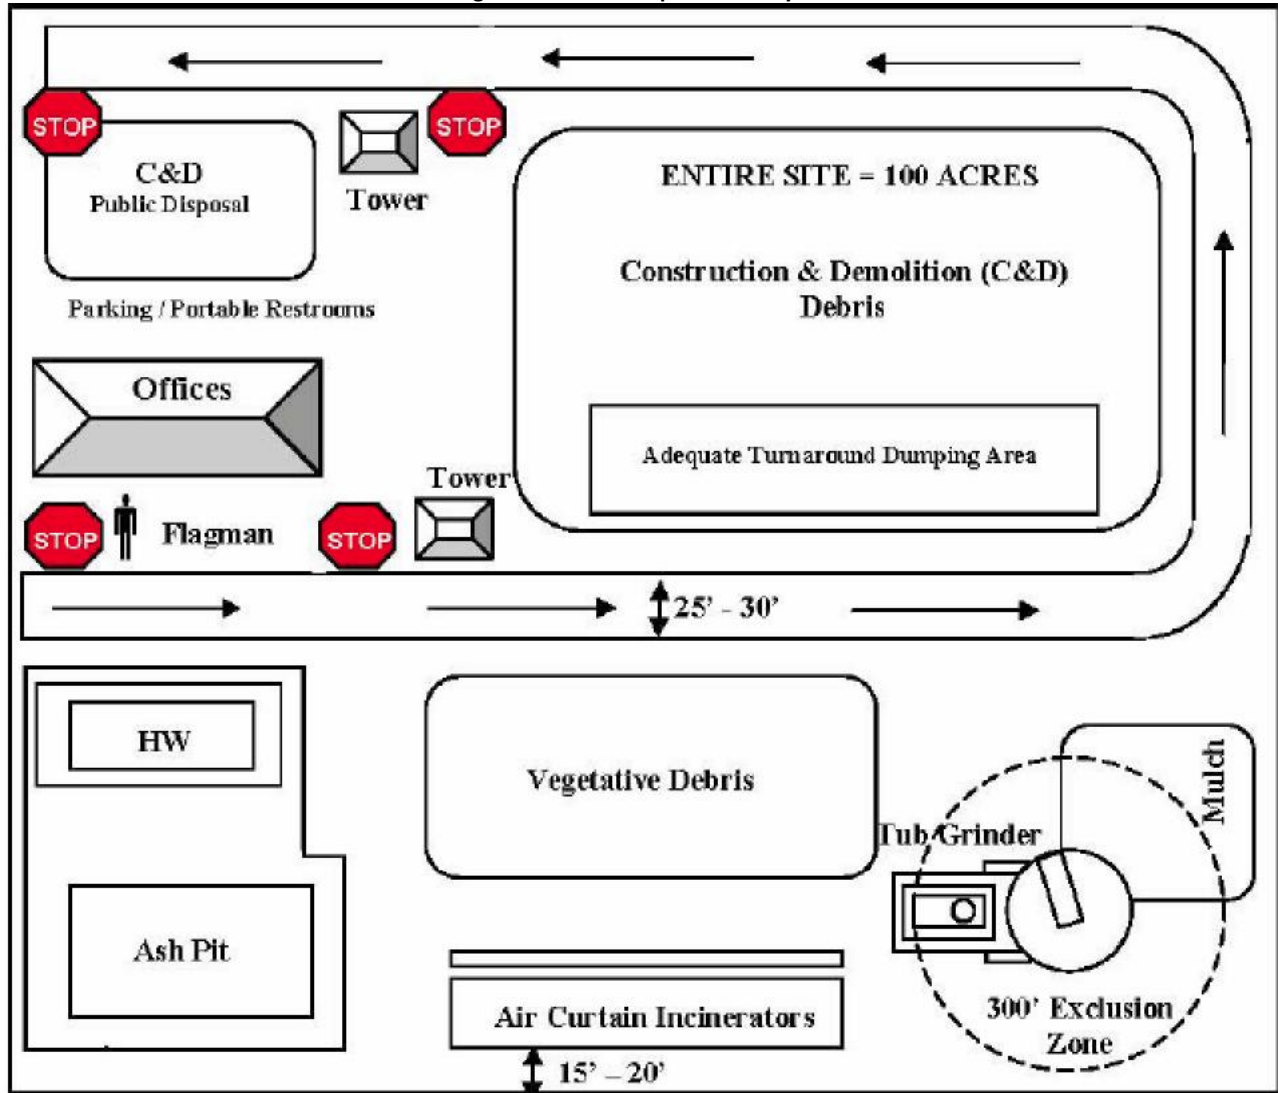 STOP
STOP
C&D
Public Disposal
Tower
ENTIRE SITE = 100 ACRES
Construction & Demolition (C&D)
Debris
Parking / Portable Restrooms
Offices
Adequate Turnaround Dumping Area
Tower
STOP
Flagman
STOP
25' - 30'
HW
Vegetative Debris
Mulch
Tub Grinder
Ash Pit
Air Curtain Incinerators
300' Exclusion
Zone
15' – 20'